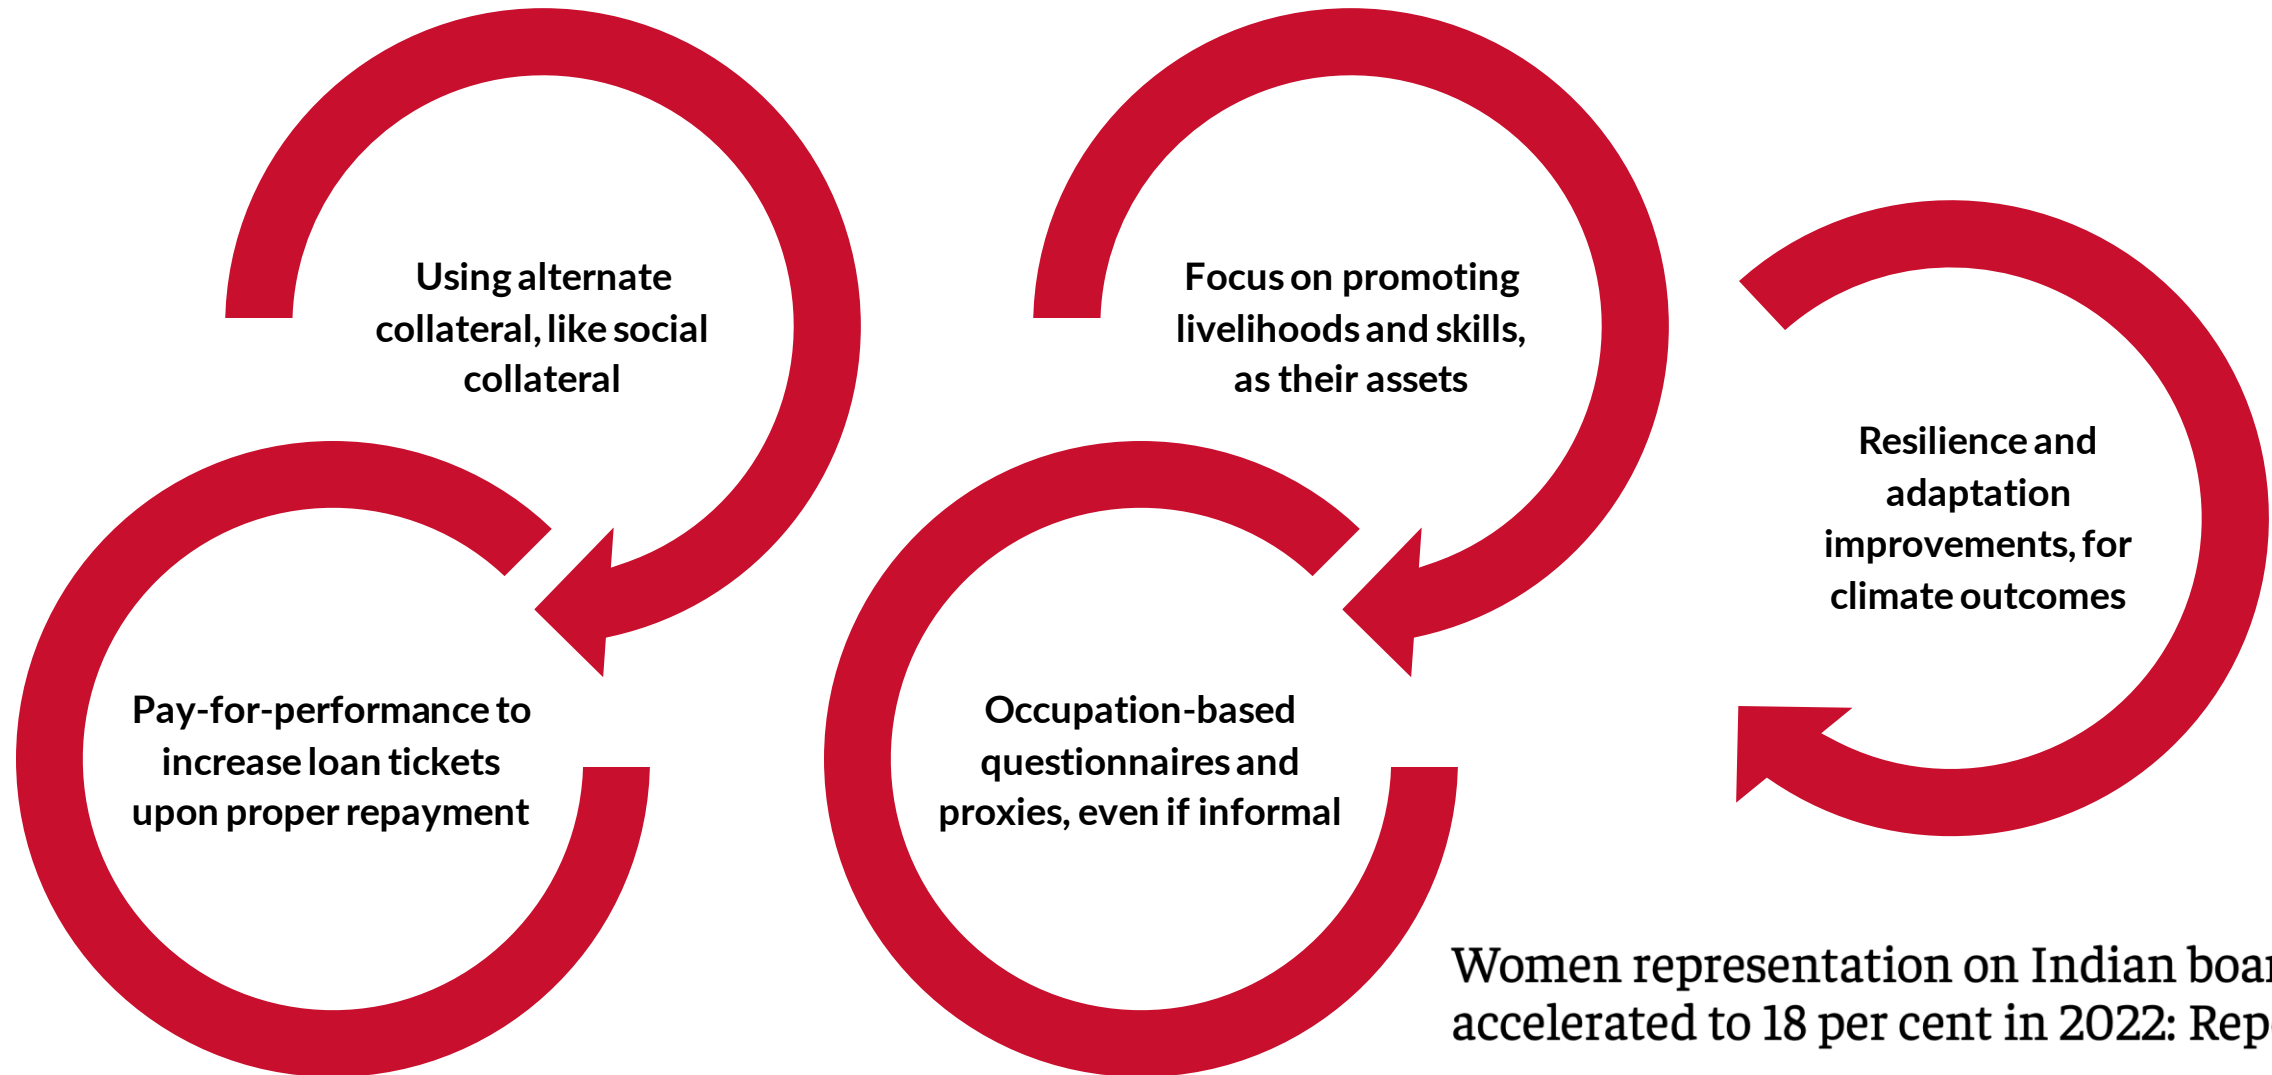 Using alternate
collateral, like social
collateral
Pay-for-performance to
increase loan tickets
upon proper repayment
Focus on promoting
livelihoods and skills,
as their assets
Occupation-based
questionnaires and
proxies, even if informal
Resilience and
adaptation
improvements, for
climate outcomes
Women representation on Indian
accelerated to 18 per cent in 2022: